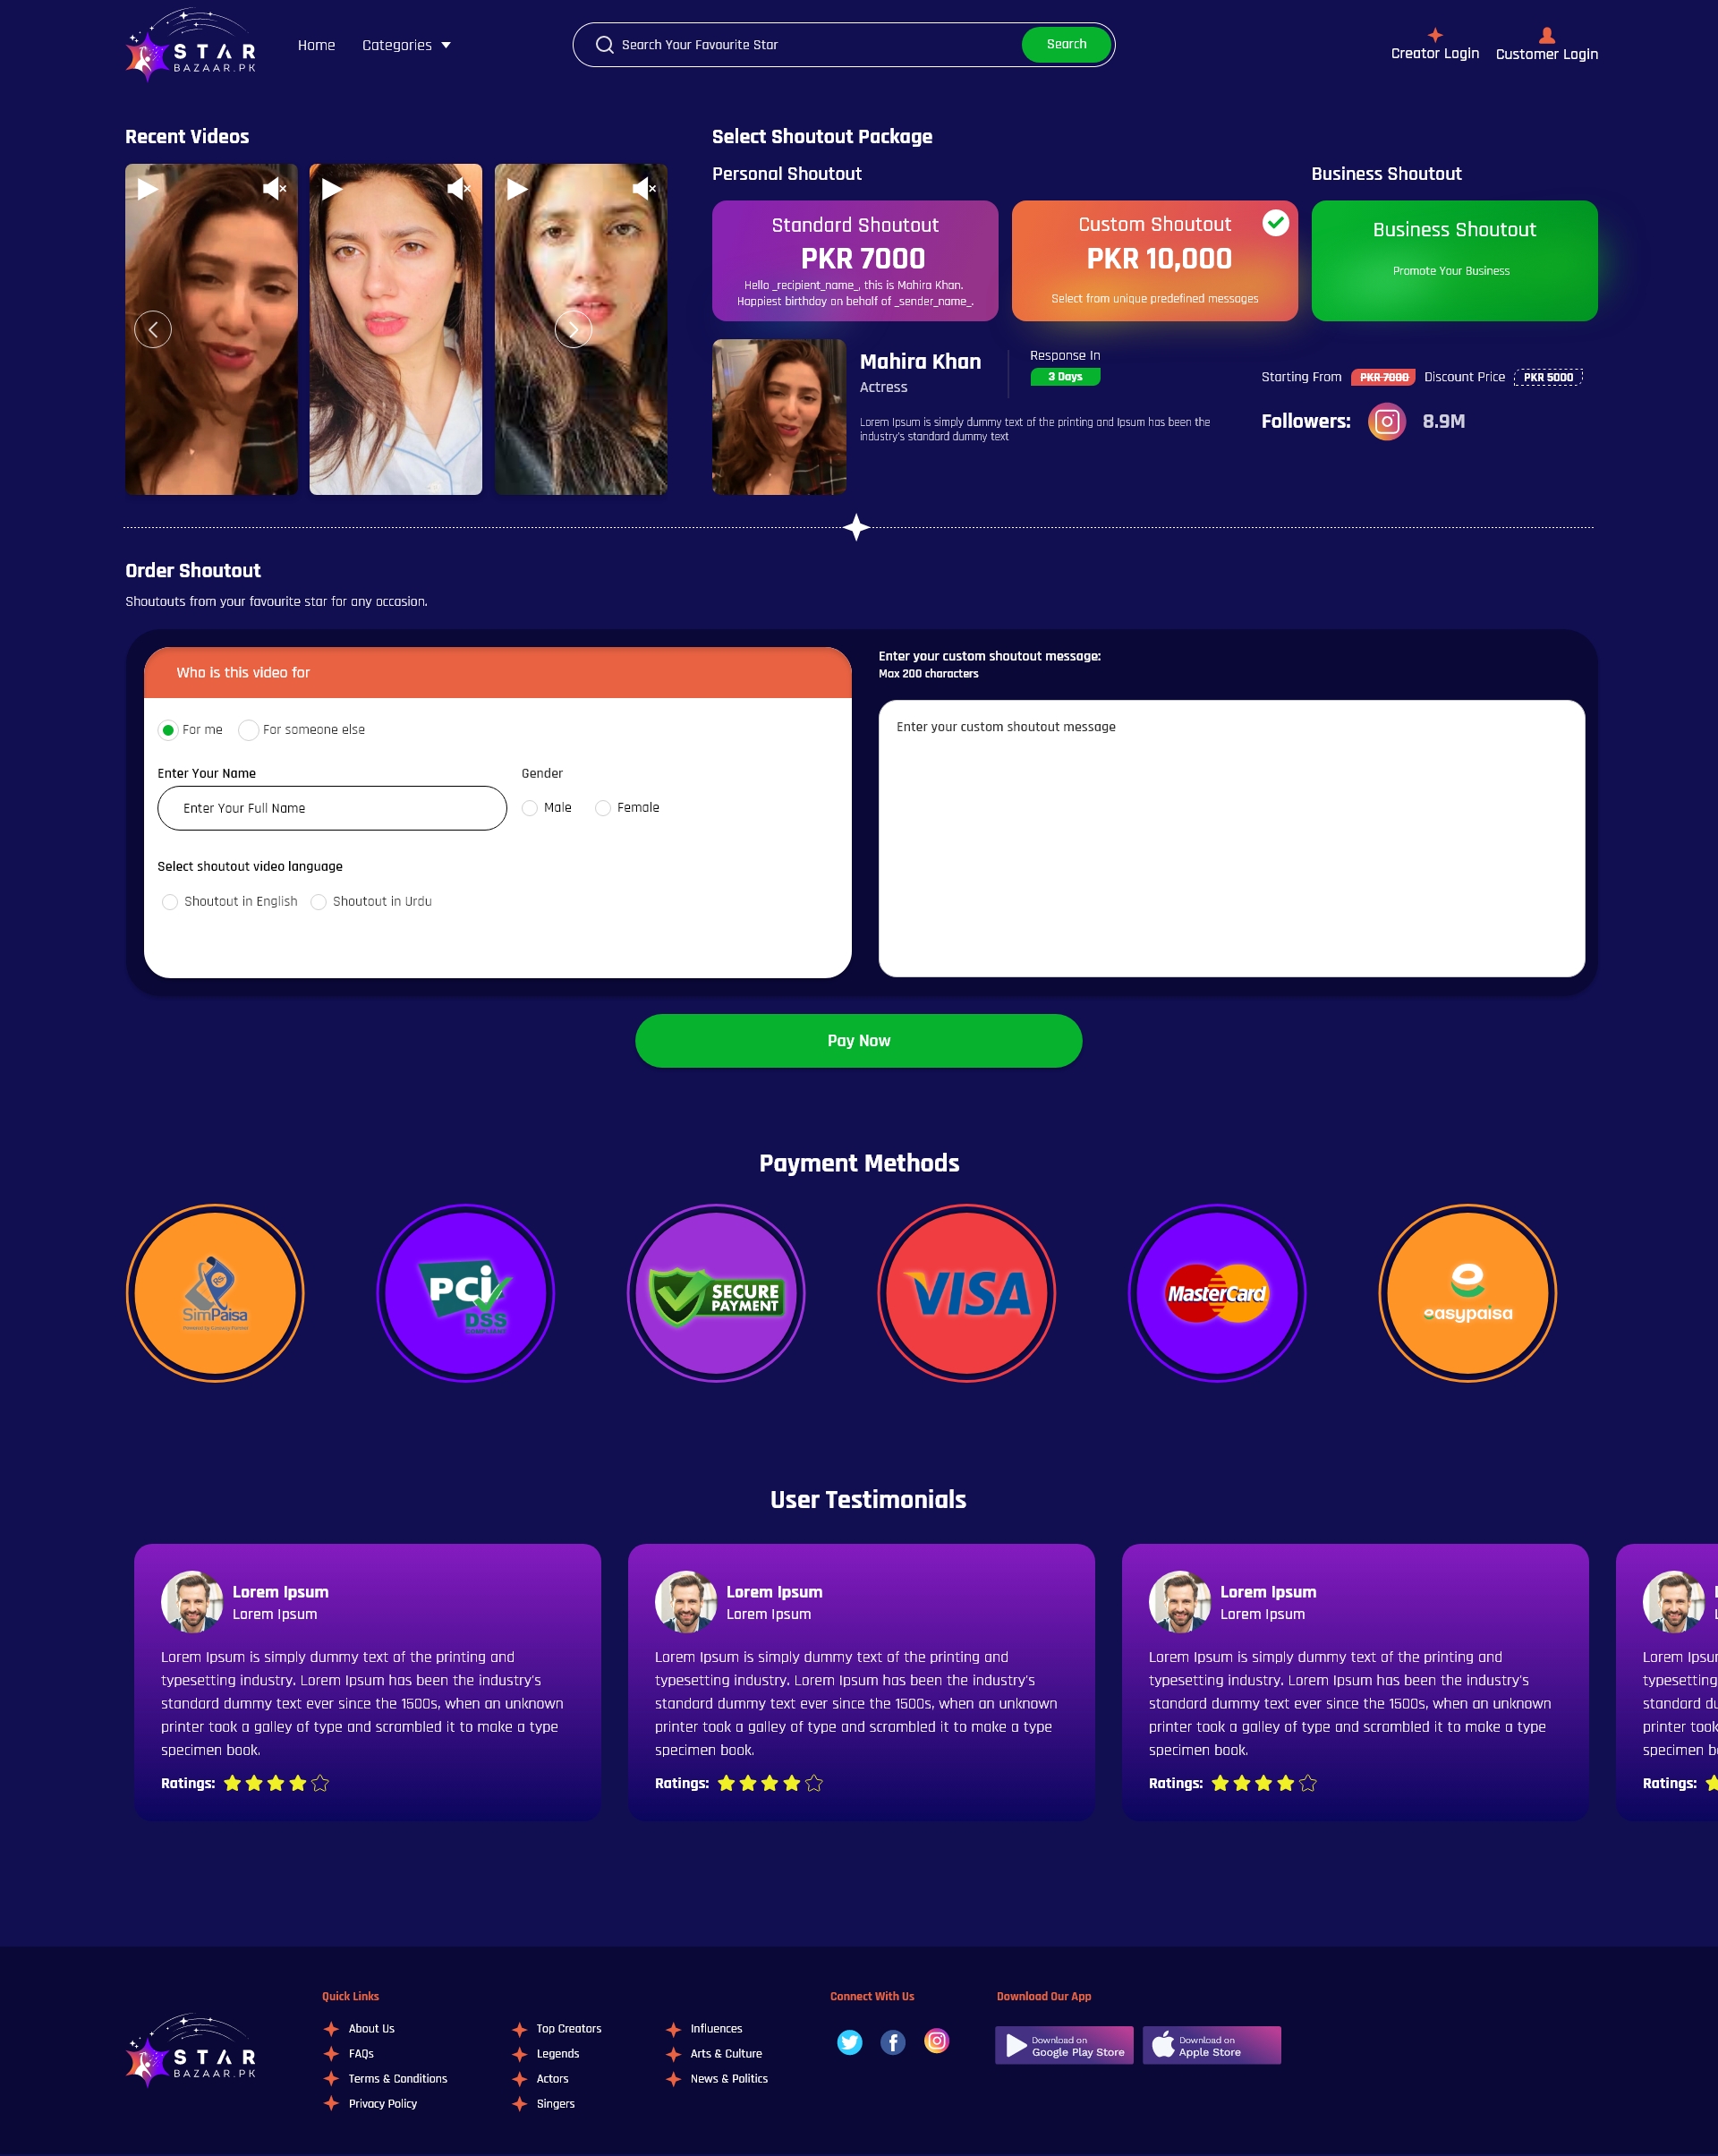 STAR
BAZAAR.PK
Home
Categories
Search Your Favourite Star
Search
Creator Login
Customer Login
Recent Videos
Select Shoutout Package
Personal Shoutout
Business Shoutout
Standard Shoutout
PKR 7000
Hello _recipient_name_, this is Mahira Khan.
Happiest birthday on behalf of _sender_name_.
Custom Shoutout
PKR 10,000
Select from unique predefined messages
Business Shoutout
Promote Your Business
Mahira Khan
Actress
Response In
3 Days
Lorem Ipsum is simply dummy text of the printing and Ipsum has been the
industry's standard dummy text
Starting From PKR 7000 Discount Price PKR 5000
Followers: 8.9M
Order Shoutout
Shoutouts from your favourite star for any occasion.
Who is this video for
For me
For someone else
Enter Your Name
Enter Your Full Name
Gender
Male
Female
Select shoutout video language
Shoutout in English
Shoutout in Urdu
Enter your custom shoutout message:
Max 200 characters
Enter your custom shoutout message
Pay Now
Payment Methods
Rs
SimPaisa
PCi
DSS
SECURE
PAYMENT
VISA
MasterCard
easypaisa
User Testimonials
Lorem Ipsum
Lorem Ipsum
Lorem Ipsum is simply dummy text of the printing and
typesetting industry. Lorem Ipsum has been the industry's
standard dummy text ever since the 1500s, when an unknown
printer took a galley of type and scrambled it to make a type
specimen book.
Ratings:
Lorem Ipsum
Lorem Ipsum
Lorem Ipsum is simply dummy text of the printing and
typesetting industry. Lorem Ipsum has been the industry's
standard dummy text ever since the 1500s, when an unknown
printer took a galley of type and scrambled it to make a type
specimen book.
Ratings:
Lorem Ipsum
Lorem Ipsum
Lorem Ipsum is simply dummy text of the printing and
typesetting industry. Lorem Ipsum has been the industry's
standard dummy text ever since the 1500s, when an unknown
printer took a galley of type and scrambled it to make a type
specimen book.
Ratings:
Lorem
typesetting
standard
printer took
specimen
Ratings:
STAR
BAZAAR.PK
Quick Links
About Us
FAQs
Terms & Conditions
Privacy Policy
Top Creators
Legends
Actors
Singers
Influences
Arts & Culture
News & Politics
Connect With Us
Download Our App
Download on
Google Play Store
Download on
Apple Store